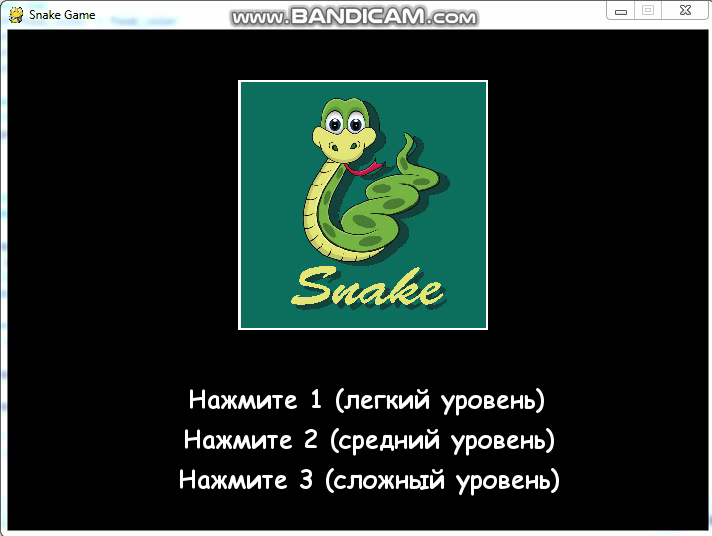 Snake Game
www.BANDICAM.com
Snake
Нажмите 1 (легкий уровень)
Нажмите 2 (средний уровень)
Нажмите 3 (сложный уровень)